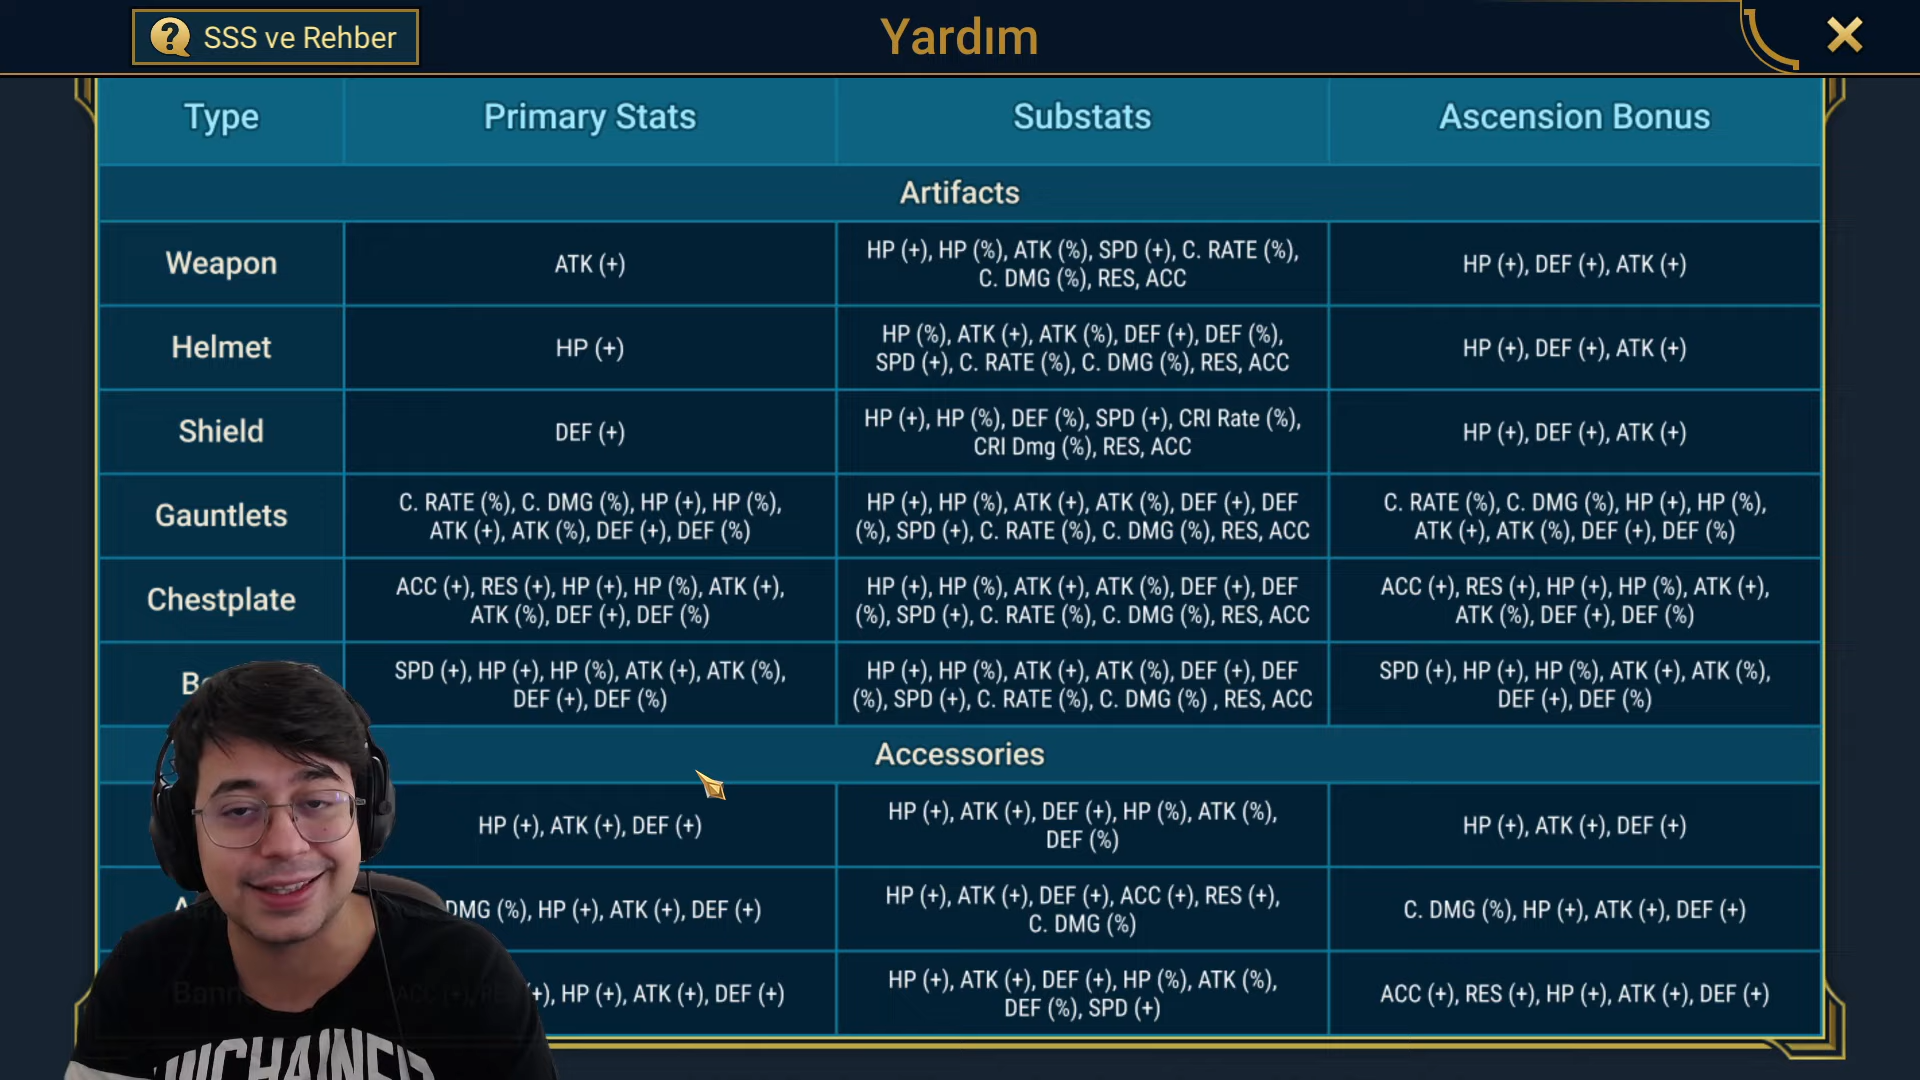 SSS ve Rehber
Yardım
Type
Primary Stats
Substats
Ascension Bonus
Artifacts
Weapon
ATK (+)
HP (+), HP (%), ATK (%), SPD (+), C. RATE (%),
C. DMG (%), RES, ACC
HP (+), DEF (+), ATK (+)
Helmet
HP (+)
HP (%), ATK (+), ATK (%), DEF (+), DEF (%),
SPD (+), C. RATE (%), C. DMG (%), RES, ACC
HP (+), DEF (+), ATK (+)
Shield
DEF (+)
HP (+), HP (%), DEF (%), SPD (+), CRI Rate (%),
CRI Dmg (%), RES, ACC
HP (+), DEF (+), ATK (+)
Gauntlets
C. RATE (%), C. DMG (%), HP (+), HP (%),
ATK (+), ATK (%), DEF (+), DEF (%)
HP (+), HP (%), ATK (+), ATK (%), DEF (+), DEF
(%), SPD (+), C. RATE (%), C. DMG (%), RES, ACC
C. RATE (%), C. DMG (%), HP (+), HP (%),
ATK (+), ATK (%), DEF (+), DEF (%)
Chestplate
ACC (+), RES (+), HP (+), HP (%), ATK (+),
ATK (%), DEF (+), DEF (%)
HP (+), HP (%), ATK (+), ATK (%), DEF (+), DEF
(%), SPD (+), C. RATE (%), C. DMG (%), RES, ACC
ACC (+), RES (+), HP (+), HP (%), ATK (+),
ATK (%), DEF (+), DEF (%)
SPD (+), HP (+), HP (%), ATK (+), ATK (%),
DEF (+), DEF (%)
HP (+), HP (%), ATK (+), ATK (%), DEF (+), DEF
(%), SPD (+), C. RATE (%), C. DMG (%) , RES, ACC
SPD (+), HP (+), HP (%), ATK (+), ATK (%),
DEF (+), DEF (%)
Accessories
HP (+), ATK (+), DEF (+)
HP (+), ATK (+), DEF (+), HP (%), ATK (%),
DEF (%)
HP (+), ATK (+), DEF (+)
DMG (%), HP (+), ATK (+), DEF (+)
HP (+), ATK (+), DEF (+), ACC (+), RES (+),
C. DMG (%)
C. DMG (%), HP (+), ATK (+), DEF (+)
(+), HP (+), ATK (+), DEF (+)
HP (+), ATK (+), DEF (+), HP (%), ATK (%),
DEF (%), SPD (+)
ACC (+), RES (+), HP (+), ATK (+), DEF (+)
UNCHAINED